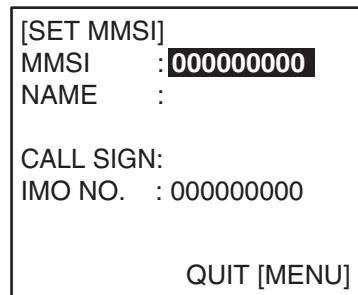 [SET MMSI]
MMSI : 000000000
NAME :
CALL SIGN:
IMO NO. : 000000000
QUIT [MENU]